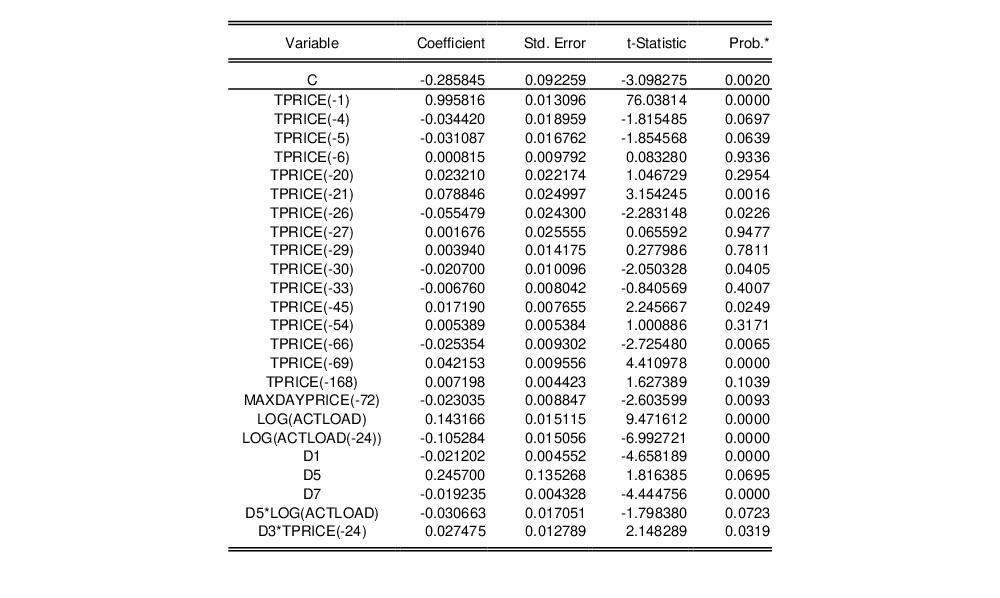 Variable Coefficient Std. Error t-Statistic Prob.*
C -0.285845 0.092259 -3.098275 0.0020
TPRICE(-1) 0.995816 0.013096 76.03814 0.0000
TPRICE(-4) -0.034420 0.018959 -1.815485 0.0697
TPRICE(-5) -0.031087 0.016762 -1.854568 0.0639
TPRICE(-6) 0.000815 0.009792 0.083280 0.9336
TPRICE(-20) 0.023210 0.022174 1.046729 0.2954
TPRICE(-21) 0.078846 0.024997 3.154245 0.0016
TPRICE(-26) -0.055479 0.024300 -2.283148 0.0226
TPRICE(-27) 0.001676 0.025555 0.065592 0.9477
TPRICE(-29) 0.003940 0.014175 0.277986 0.7811
TPRICE(-30) -0.020700 0.010096 -2.050328 0.0405
TPRICE(-33) -0.006760 0.008042 -0.840569 0.4007
TPRICE(-45) 0.017190 0.007655 2.245667 0.0249
TPRICE(-54) 0.005389 0.005384 1.000886 0.3171
TPRICE(-66) -0.025354 0.009302 -2.725480 0.0065
TPRICE(-69) 0.042153 0.009556 4.410978 0.0000
TPRICE(-168) 0.007198 0.004423 1.627389 0.1039
MAXDAYPRICE(-72) -0.023035 0.008847 -2.603599 0.0093
LOG(ACTLOAD) 0.143166 0.015115 9.471612 0.0000
LOG(ACTLOAD(-24)) -0.105284 0.015056 -6.992721 0.0000
D1 -0.021202 0.004552 -4.658189 0.0000
D5 0.245700 0.135268 1.816385 0.0695
D7 -0.019235 0.004328 -4.444756 0.0000
D5*LOG(ACTLOAD) -0.030663 0.017051 -1.798380 0.0723
D3*TPRICE(-24) 0.027475 0.012789 2.148289 0.0319